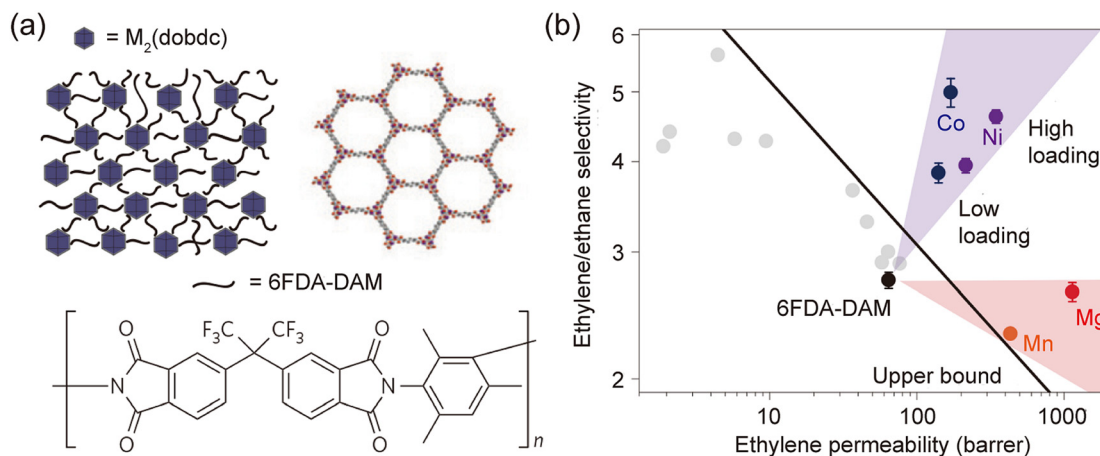 (a)
= M₂(dobdc)
= 6FDA-DAM
F₃C CF₃
O O O O
N N
O O O O
n
(b)
Ethylene/ethane selectivity
6
5
4
3
2
Co
Ni
High
loading
Low
loading
6FDA-DAM
Mg
Mn
Upper bound
10 100 1000
Ethylene permeability (barrer)